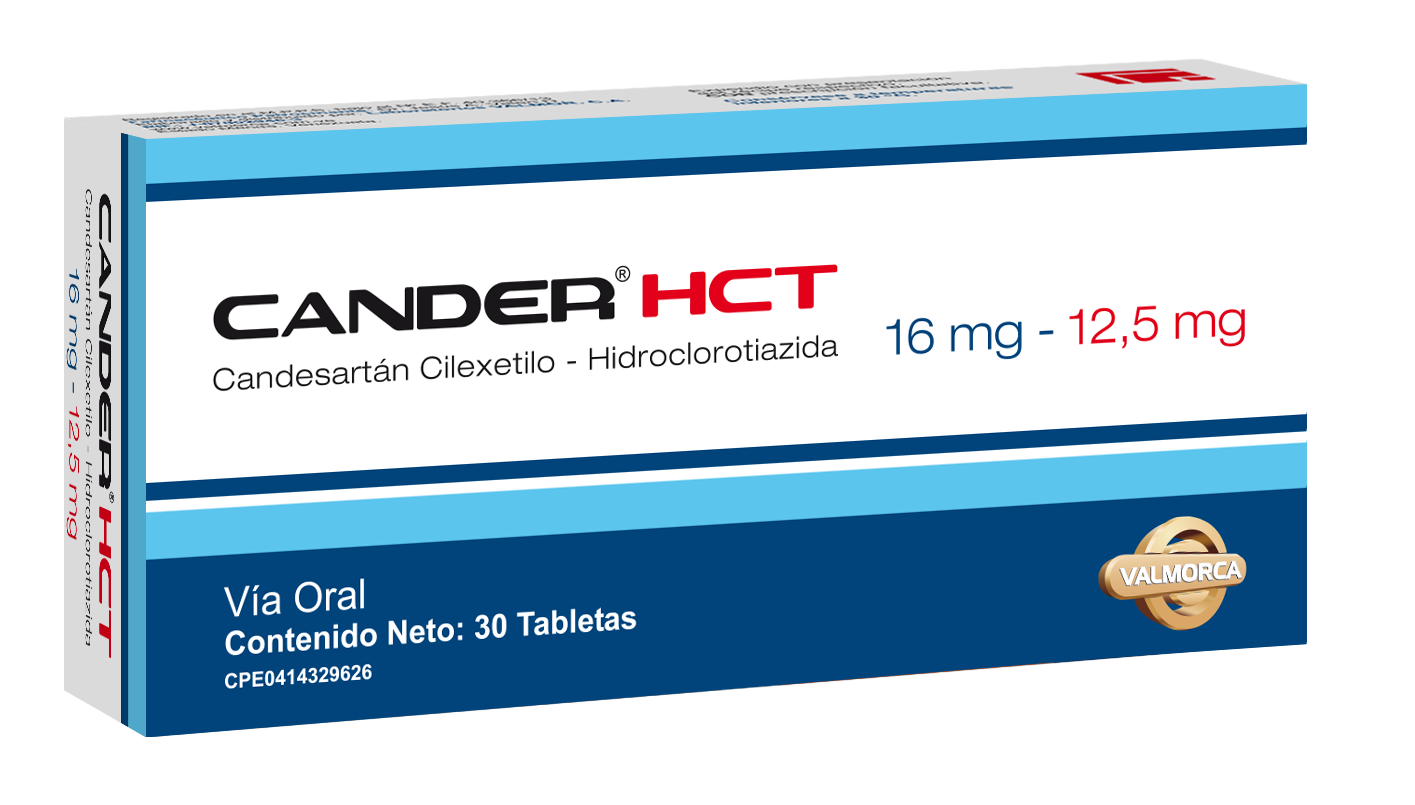 CANDER® HCT
Candesartán Cilexetilo - Hidroclorotiazida
16 mg - 12,5 mg
Vía Oral
Contenido Neto: 30 Tabletas
CPE0414329626
VALMORCA
CANDER® HCT
Candesartán Cilexetilo - Hidroclorotiazida
16 mg - 12,5 mg